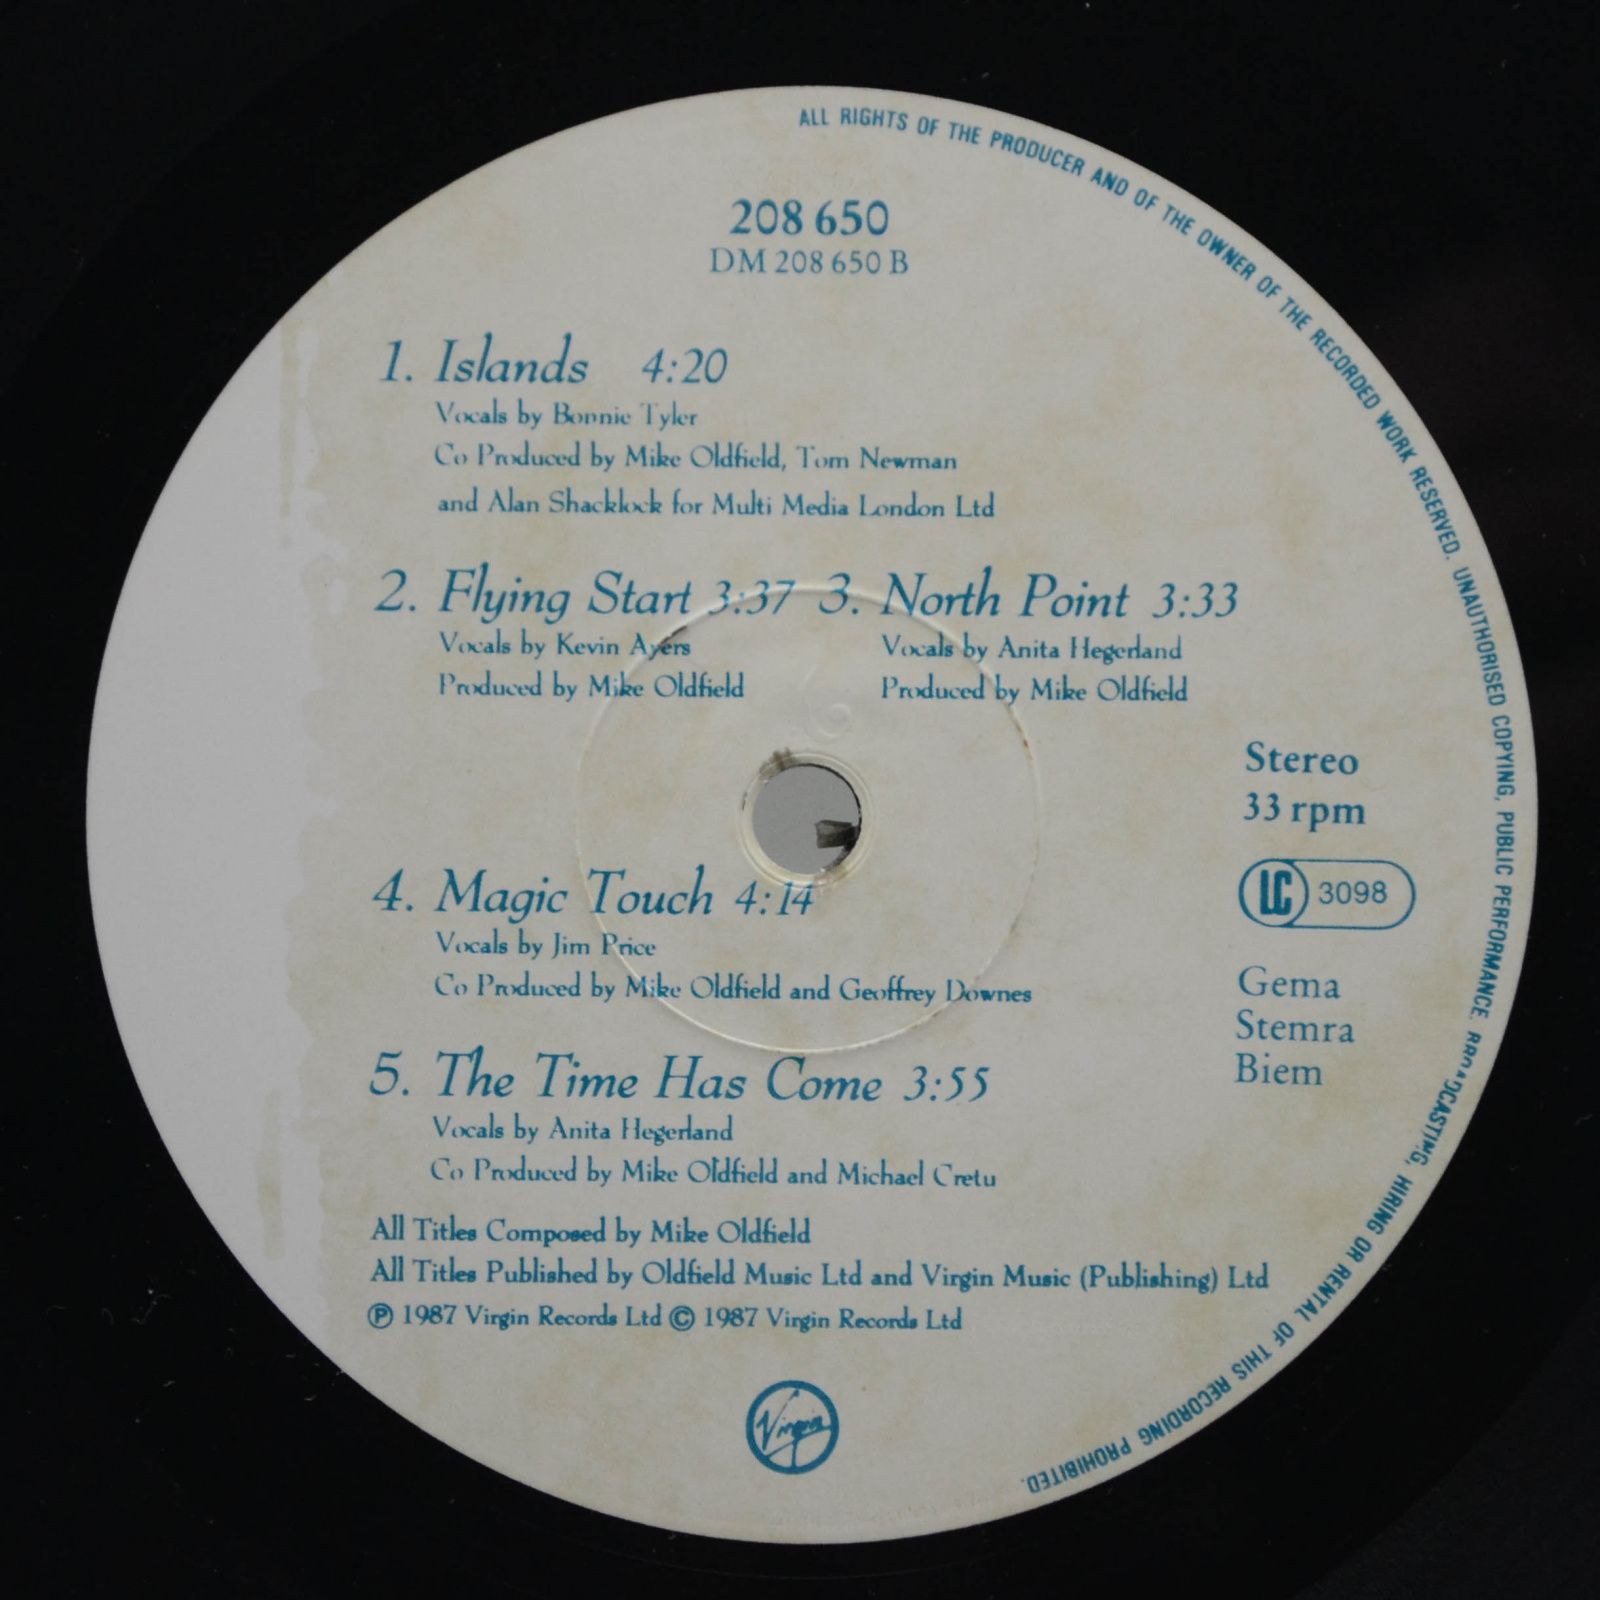 ALL RIGHTS OF THE PRODUCER AND OF THE OWNER OF THE RECORDED WORK RESERVED. UNAUTHORISED COPYING, PUBLIC PERFORMANCE, BROADCASTING, HIRING OR RENTAL OF THIS RECORDING PROHIBITED.
208 650
DM 208 650 B
1. Islands 4:20
Vocals by Bonnie Tyler
Co Produced by Mike Oldfield, Tom Newman
and Alan Shacklock for Multi Media London Ltd
2. Flying Start 3:37 3. North Point 3:33
Vocals by Kevin Ayers Vocals by Anita Hegerland
Produced by Mike Oldfield Produced by Mike Oldfield
Stereo
33 rpm
LC 3098
4. Magic Touch 4:14
Vocals by Jim Price
Co Produced by Mike Oldfield and Geoffrey Downes
Gema
Stemra
Biem
5. The Time Has Come 3:55
Vocals by Anita Hegerland
Co Produced by Mike Oldfield and Michael Cretu
All Titles Composed by Mike Oldfield
All Titles Published by Oldfield Music Ltd and Virgin Music (Publishing) Ltd
Ⓟ 1987 Virgin Records Ltd © 1987 Virgin Records Ltd
Virgin